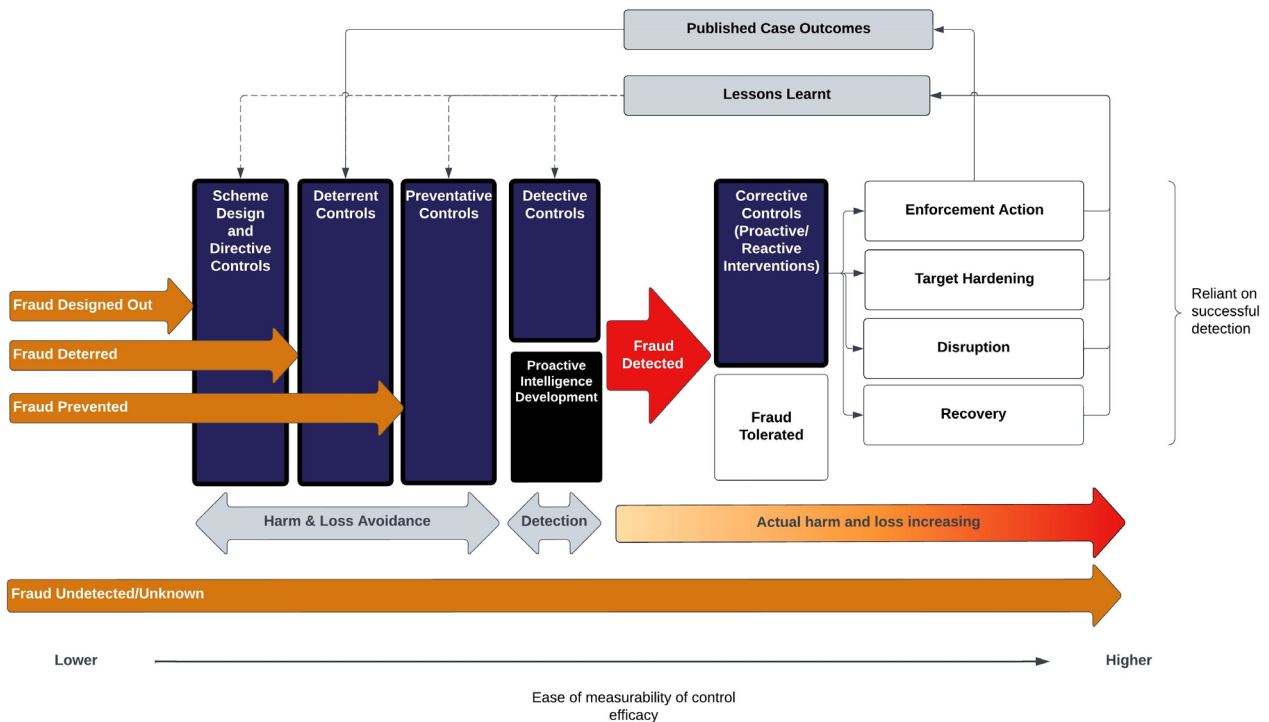 Published Case Outcomes
Lessons Learnt
Scheme
Design
and
Directive
Controls
Deterrent
Controls
Preventative
Controls
Detective
Controls
Corrective
Controls
(Proactive/
Reactive
Interventions)
Enforcement Action
Target Hardening
Disruption
Recovery
Reliant on
successful
detection
Fraud Designed Out
Fraud Deterred
Fraud Prevented
Proactive
Intelligence
Development
Fraud
Detected
Fraud
Tolerated
Harm & Loss Avoidance
Detection
Actual harm and loss increasing
Fraud Undetected/Unknown
Lower
Higher
Ease of measurability of control
efficacy